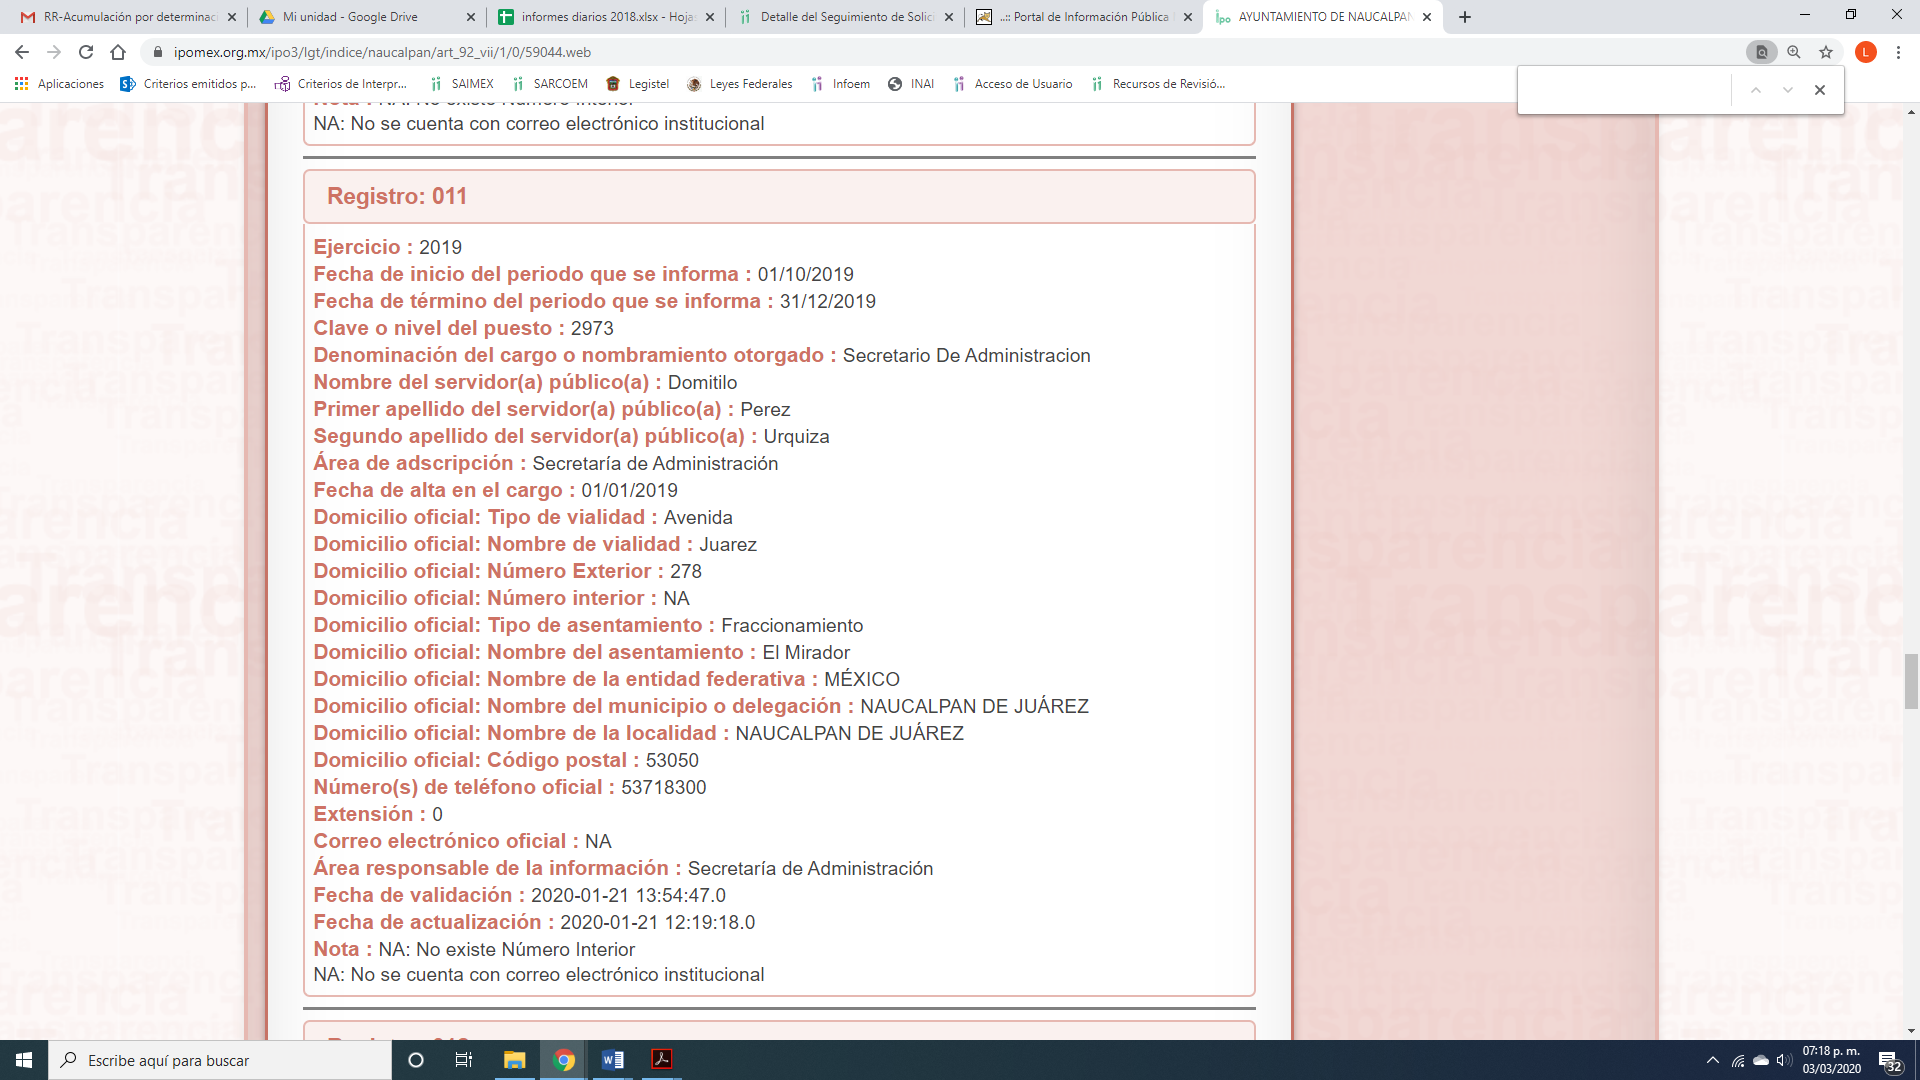 RR-Acumulación por determinac
Mi unidad - Google Drive
informes diarios 2018.xlsx - Hojas
Detalle del Seguimiento de Solici
..:: Portal de Información Pública
AYUNTAMIENTO DE NAUCALPAN
ipomex.org.mx/ipo3/lgt/indice/naucalpan/art_92_vii/1/0/59044.web
L
Aplicaciones
Criterios emitidos p...
Criterios de Interpr...
SAIMEX
SARCOEM
Legistel
Leyes Federales
Infoem
INAI
Acceso de Usuario
Recursos de Revisió...
Nota : NA: No existe Número Interior
NA: No se cuenta con correo electrónico institucional
Registro: 011
Ejercicio : 2019
Fecha de inicio del periodo que se informa : 01/10/2019
Fecha de término del periodo que se informa : 31/12/2019
Clave o nivel del puesto : 2973
Denominación del cargo o nombramiento otorgado : Secretario De Administracion
Nombre del servidor(a) público(a) : Domitilo
Primer apellido del servidor(a) público(a) : Perez
Segundo apellido del servidor(a) público(a) : Urquiza
Área de adscripción : Secretaría de Administración
Fecha de alta en el cargo : 01/01/2019
Domicilio oficial: Tipo de vialidad : Avenida
Domicilio oficial: Nombre de vialidad : Juarez
Domicilio oficial: Número Exterior : 278
Domicilio oficial: Número interior : NA
Domicilio oficial: Tipo de asentamiento : Fraccionamiento
Domicilio oficial: Nombre del asentamiento : El Mirador
Domicilio oficial: Nombre de la entidad federativa : MÉXICO
Domicilio oficial: Nombre del municipio o delegación : NAUCALPAN DE JUÁREZ
Domicilio oficial: Nombre de la localidad : NAUCALPAN DE JUÁREZ
Domicilio oficial: Código postal : 53050
Número(s) de teléfono oficial : 53718300
Extensión : 0
Correo electrónico oficial : NA
Área responsable de la información : Secretaría de Administración
Fecha de validación : 2020-01-21 13:54:47.0
Fecha de actualización : 2020-01-21 12:19:18.0
Nota : NA: No existe Número Interior
NA: No se cuenta con correo electrónico institucional
Escribe aquí para buscar
07:18 p. m.
03/03/2020
32